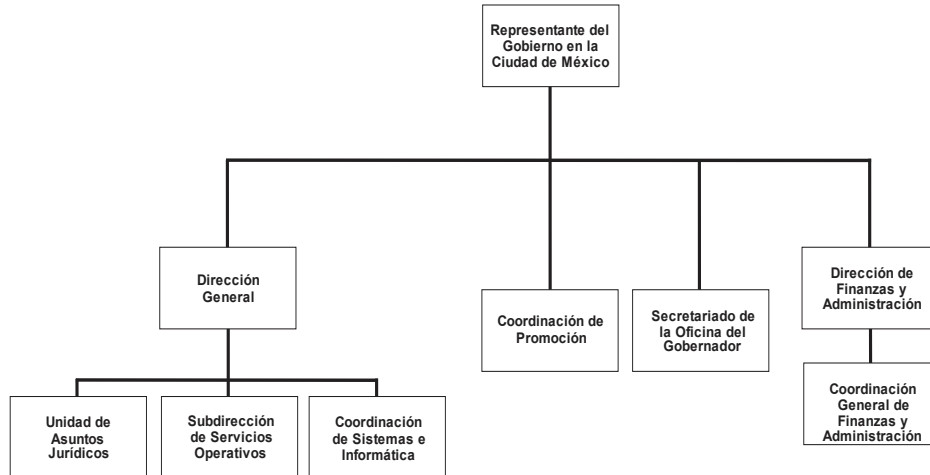 Representante del
Gobierno en la
Ciudad de México
Dirección
General
Coordinación de
Promoción
Secretariado de
la Oficina del
Gobernador
Dirección de
Finanzas y
Administración
Unidad de
Asuntos
Jurídicos
Subdirección
de Servicios
Operativos
Coordinación
de Sistemas e
Informática
Coordinación
General de
Finanzas y
Administración